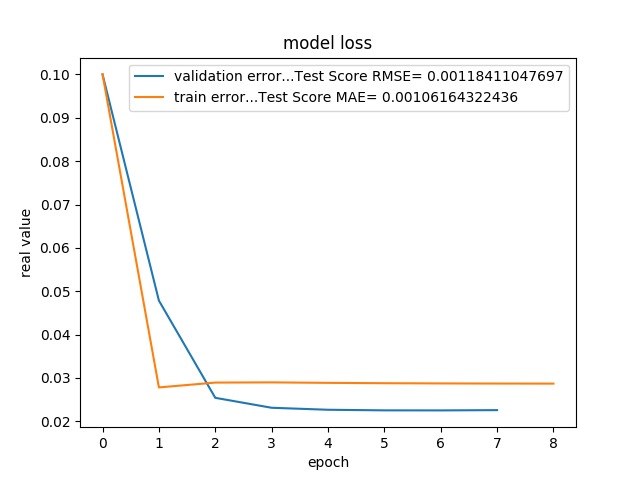 model loss
validation error...Test Score RMSE= 0.00118411047697
train error...Test Score MAE= 0.00106164322436
0.10
0.09
0.08
0.07
0.06
0.05
0.04
0.03
0.02
real value
0 1 2 3 4 5 6 7 8
epoch